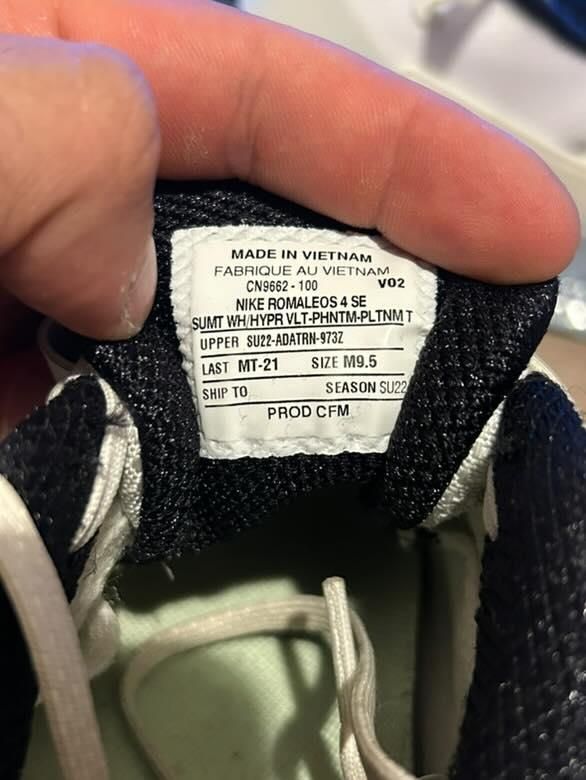 MADE IN VIETNAM
FABRIQUE AU VIETNAM
CN9662 - 100 V02
NIKE ROMALEOS 4 SE
SUMT WH/HYPR VLT-PHNTM-PLTNM T
UPPER SU22-ADATRN-973Z
LAST MT-21 SIZE M9.5
SHIP TO SEASON SU22
PROD CFM